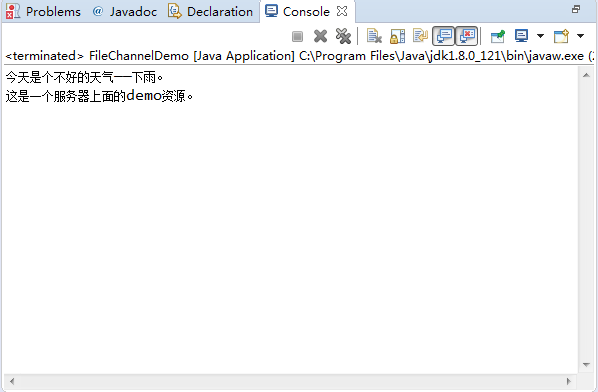 Problems @ Javadoc Declaration Console
<terminated> FileChannelDemo [Java Application] C:\Program Files\Java\jdk1.8.0_121\bin\javaw.exe (2
今天是个不好的天气——下雨。
这是一个服务器上面的demo资源。